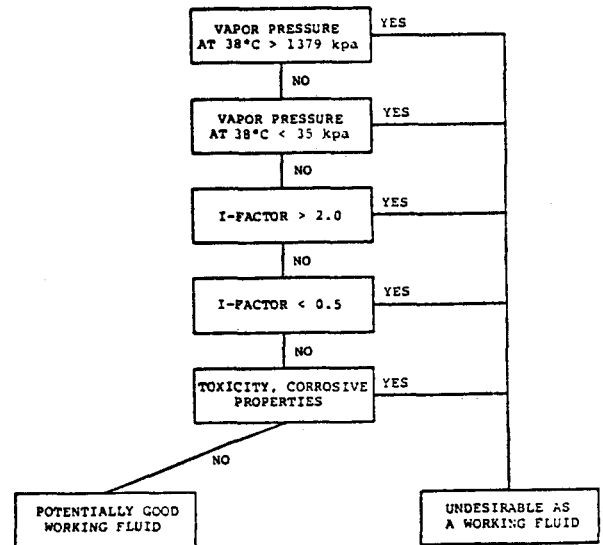 VAPOR PRESSURE
AT 38°C > 1379 kpa
YES
NO
VAPOR PRESSURE
AT 38°C < 35 kpa
YES
NO
I-FACTOR > 2.0
YES
NO
I-FACTOR < 0.5
YES
NO
TOXICITY, CORROSIVE
PROPERTIES
YES
NO
POTENTIALLY GOOD
WORKING FLUID
UNDESIRABLE AS
A WORKING FLUID